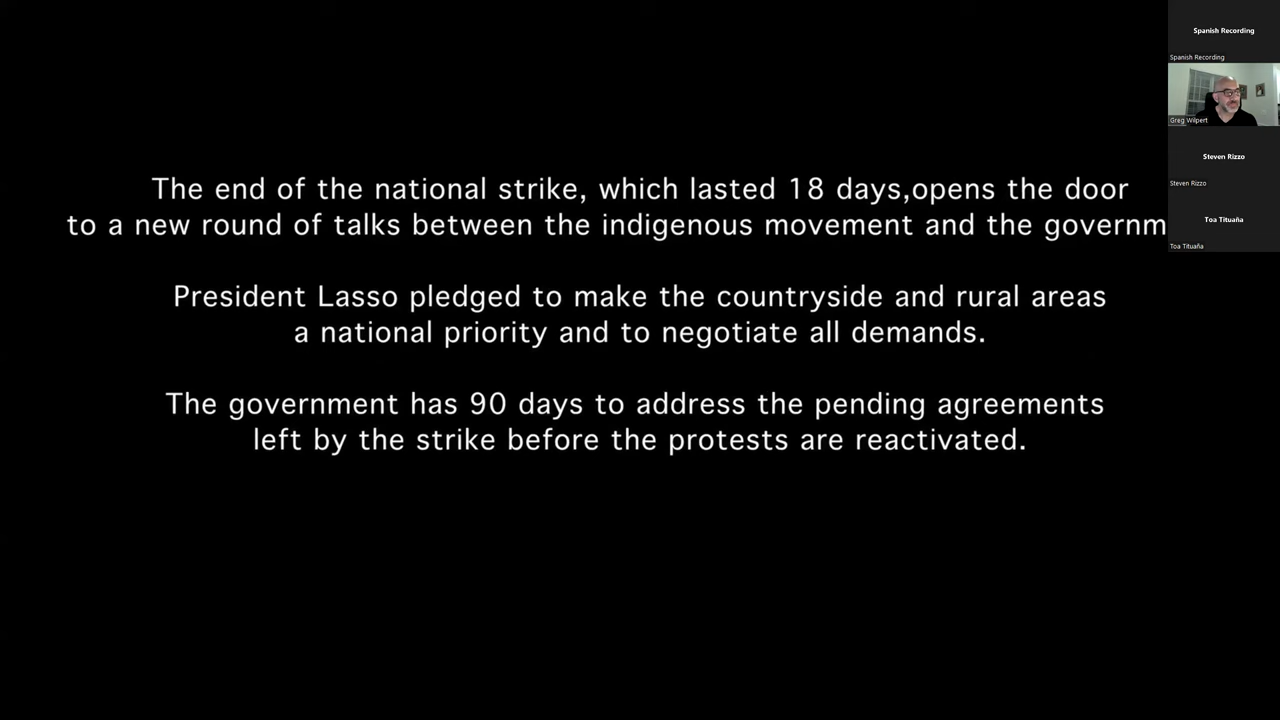 The end of the national strike, which lasted 18 days,opens the door
to a new round of talks between the indigenous movement and the
President Lasso pledged to make the countryside and rural areas
a national priority and to negotiate all demands.
The government has 90 days to address the pending agreements
left by the strike before the protests are reactivated.
Spanish Recording
Spanish Recording
Greg Wilpert
Steven Rizzo
Steven Rizzo
Toa Tituaña
Toa Tituaña